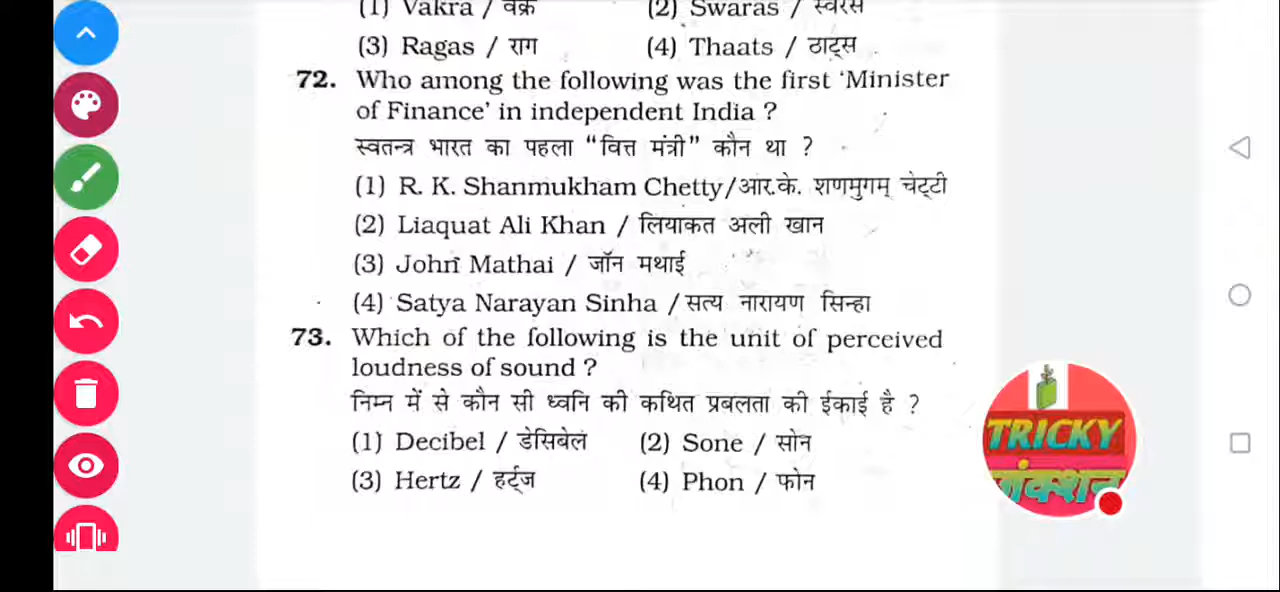 (1) Vakra / वक्र (2) Swaras / स्वरस
(3) Ragas / राग (4) Thaats / ठाट्स
72. Who among the following was the first ‘Minister
of Finance’ in independent India ?
स्वतन्त्र भारत का पहला “वित्त मंत्री” कौन था ?
(1) R. K. Shanmukham Chetty/आर.के. शणमुगम् चेट्टी
(2) Liaquat Ali Khan / लियाकत अली खान
(3) John Mathai / जॉन मथाई
(4) Satya Narayan Sinha / सत्य नारायण सिन्हा
73. Which of the following is the unit of perceived
loudness of sound ?
निम्न में से कौन सी ध्वनि की कथित प्रबलता की ईकाई है ?
(1) Decibel / डेसिबेल (2) Sone / सोन
(3) Hertz / हर्ट्ज (4) Phon / फोन
TRICKY
जंक्शन